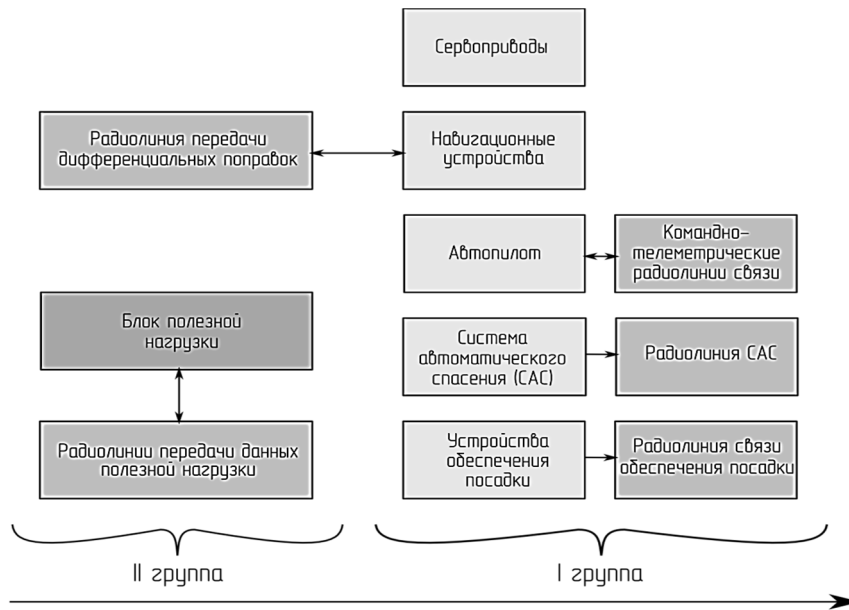 Сервоприводы
Радиолиния передачи
дифференциальных поправок
Навигационные
устройства
Автопилот
Командно-
телеметрические
радиолинии связи
Блок полезной
нагрузки
Система
автоматического
спасения (САС)
Радиолиния САС
Радиолинии передачи данных
полезной нагрузки
Устройства
обеспечения
посадки
Радиолиния связи
обеспечения посадки
II группа
I группа